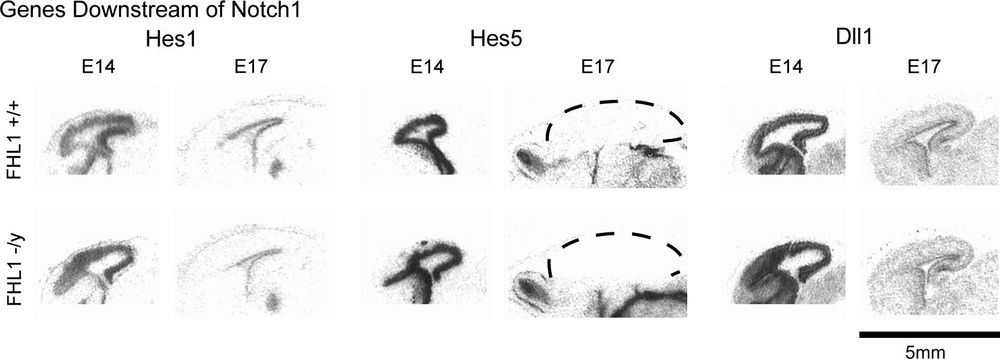 Genes Downstream of Notch1
Hes1 Hes5 Dll1
E14 E17 E14 E17 E14 E17
FHL1 +/+
FHL1 -/y
5mm